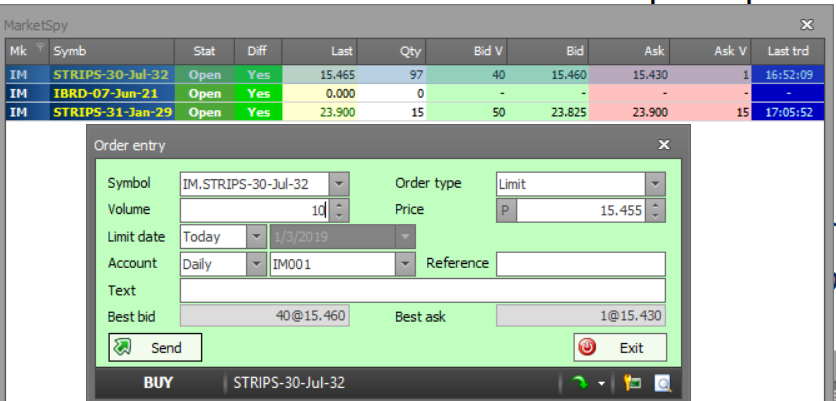 MarketSpy
Mk Symb Stat Diff Last Qty Bid V Bid Ask Ask V Last trd
IM STRIPS-30-Jul-32 Open Yes 15.465 97 40 15.460 15.430 1 16:52:09
IM IBRD-07-Jun-21 Open Yes 0.000 0 - - - - -
IM STRIPS-31-Jan-29 Open Yes 23.900 15 50 23.825 23.900 15 17:05:52
Order entry
Symbol IM.STRIPS-30-Jul-32 Order type Limit
Volume 10 Price P 15.455
Limit date Today 1/3/2019
Account Daily IM001 Reference
Text
Best bid 40@15.460 Best ask 1@15.430
Send Exit
BUY STRIPS-30-Jul-32